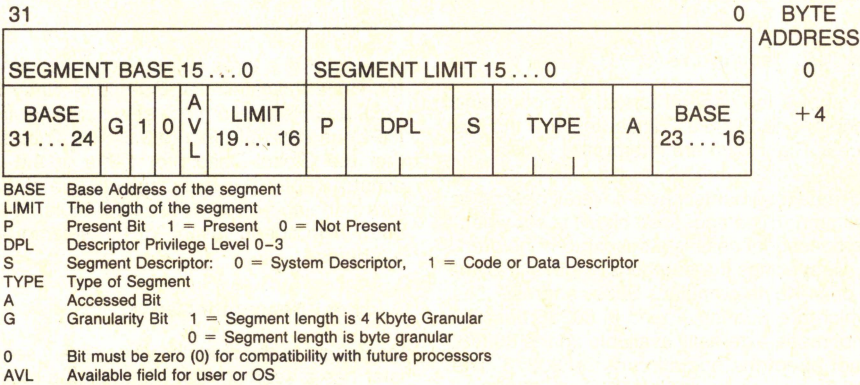 31 0 BYTE ADDRESS
SEGMENT BASE 15 . . . 0 SEGMENT LIMIT 15 . . . 0 0
BASE 31 . . . 24 G 1 0 AVL LIMIT 19 . . . 16 P DPL S TYPE A BASE 23 . . . 16 +4
BASE Base Address of the segment
LIMIT The length of the segment
P Present Bit 1 = Present 0 = Not Present
DPL Descriptor Privilege Level 0–3
S Segment Descriptor: 0 = System Descriptor, 1 = Code or Data Descriptor
TYPE Type of Segment
A Accessed Bit
G Granularity Bit 1 = Segment length is 4 Kbyte Granular
0 = Segment length is byte granular
0 Bit must be zero (0) for compatibility with future processors
AVL Available field for user or OS